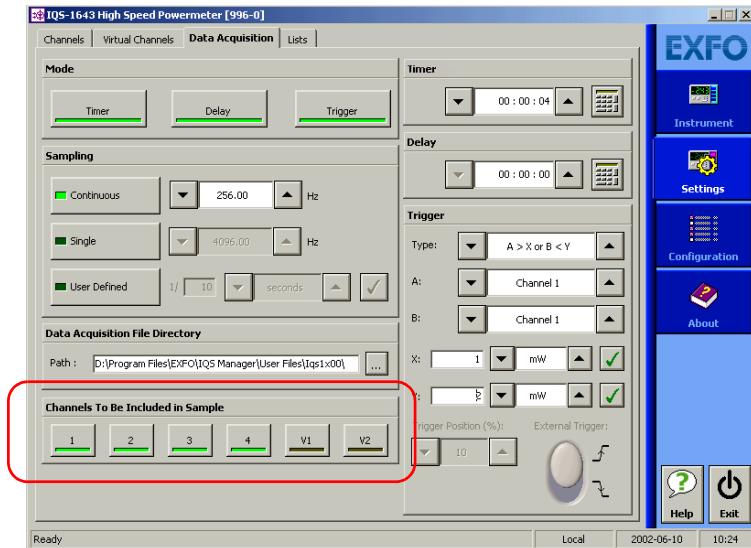 IQS-1643 High Speed Powermeter [996-0]
Channels Virtual Channels Data Acquisition Lists
Mode
Timer Delay Trigger
Sampling
Continuous 256.00 Hz
Single 4096.00 Hz
User Defined 1/ 10 seconds
Data Acquisition File Directory
Path : D:\Program Files\EXFO\IQS Manager\User Files\Iqs1x00\ ...
Channels To Be Included in Sample
1 2 3 4 V1 V2
Timer
00 : 00 : 04
Delay
00 : 00 : 00
Trigger
Type: A > X or B < Y
A: Channel 1
B: Channel 1
X: 1 mW
mW
Trigger Position (%): External Trigger:
10
EXFO
Instrument
Settings
Configuration
About
Help Exit
Ready Local 2002-06-10 10:24